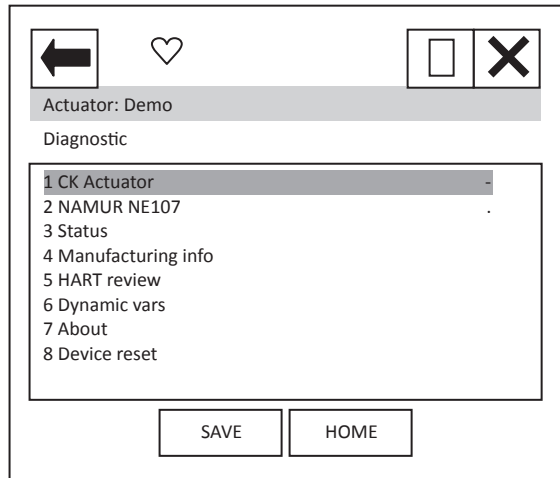 Actuator: Demo
Diagnostic
1 CK Actuator -
2 NAMUR NE107 .
3 Status
4 Manufacturing info
5 HART review
6 Dynamic vars
7 About
8 Device reset
SAVE HOME